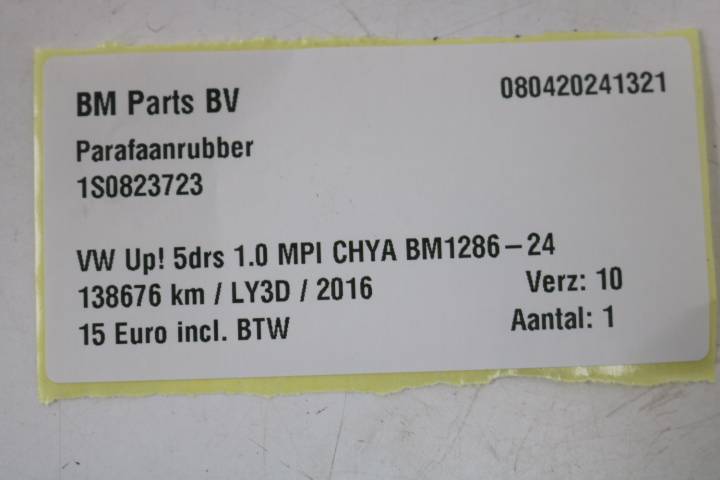 BM Parts BV 080420241321
Parafaanrubber
1S0823723
VW Up! 5drs 1.0 MPI CHYA BM1286-24
138676 km / LY3D / 2016 Verz: 10
15 Euro incl. BTW Aantal: 1